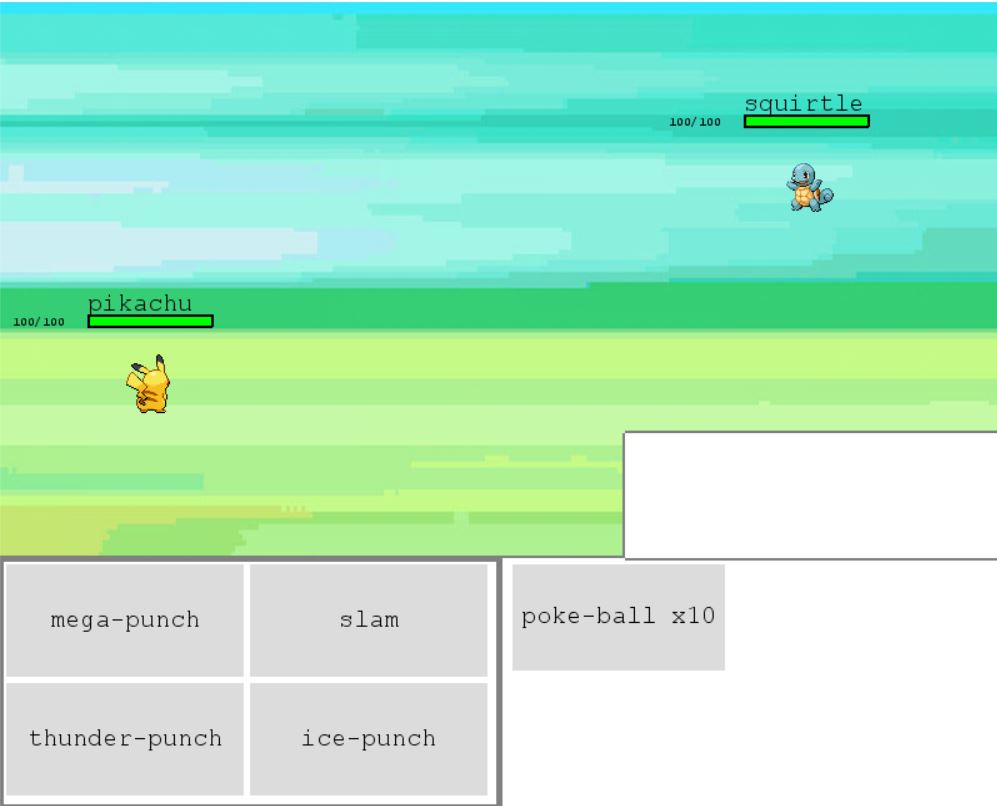 squirtle
100/100
pikachu
100/100
mega-punch
slam
poke-ball x10
thunder-punch
ice-punch